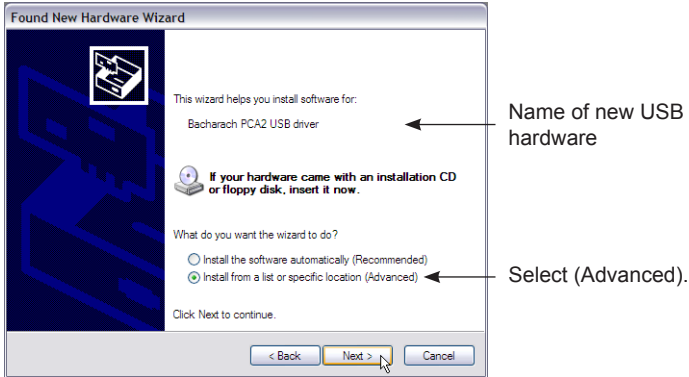 Found New Hardware Wizard
This wizard helps you install software for:
Bacharach PCA2 USB driver
Name of new USB
hardware
If your hardware came with an installation CD
or floppy disk, insert it now.
What do you want the wizard to do?
Install the software automatically (Recommended)
Install from a list or specific location (Advanced)
Select (Advanced).
Click Next to continue.
< Back
Next >
Cancel